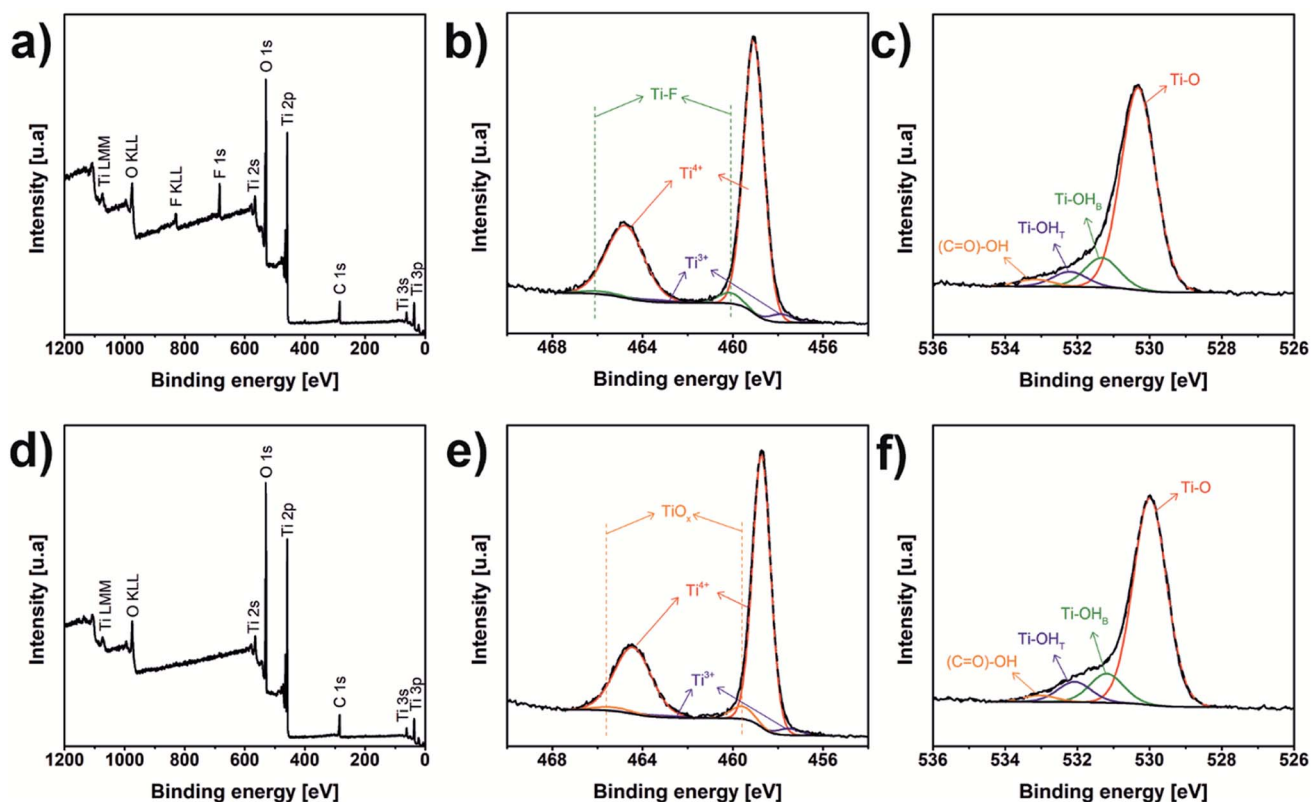 a)
Intensity [u.a]
Ti LMM
O KLL
F KLL
F 1s
Ti 2s
O 1s
Ti 2p
C 1s
Ti 3s
Ti 3p
1200 1000 800 600 400 200 0
Binding energy [eV]
b)
Intensity [u.a]
Ti-F
Ti4+
Ti3+
468 464 460 456
Binding energy [eV]
c)
Intensity [u.a]
Ti-O
Ti-OHB
Ti-OHT
(C=O)-OH
536 534 532 530 528 526
Binding energy [eV]
d)
Intensity [u.a]
Ti LMM
O KLL
Ti 2s
O 1s
Ti 2p
C 1s
Ti 3s
Ti 3p
1200 1000 800 600 400 200 0
Binding energy [eV]
e)
Intensity [u.a]
TiOx
Ti4+
Ti3+
468 464 460 456
Binding energy [eV]
f)
Intensity [u.a]
Ti-O
Ti-OHB
Ti-OHT
(C=O)-OH
536 534 532 530 528 526
Binding energy [eV]